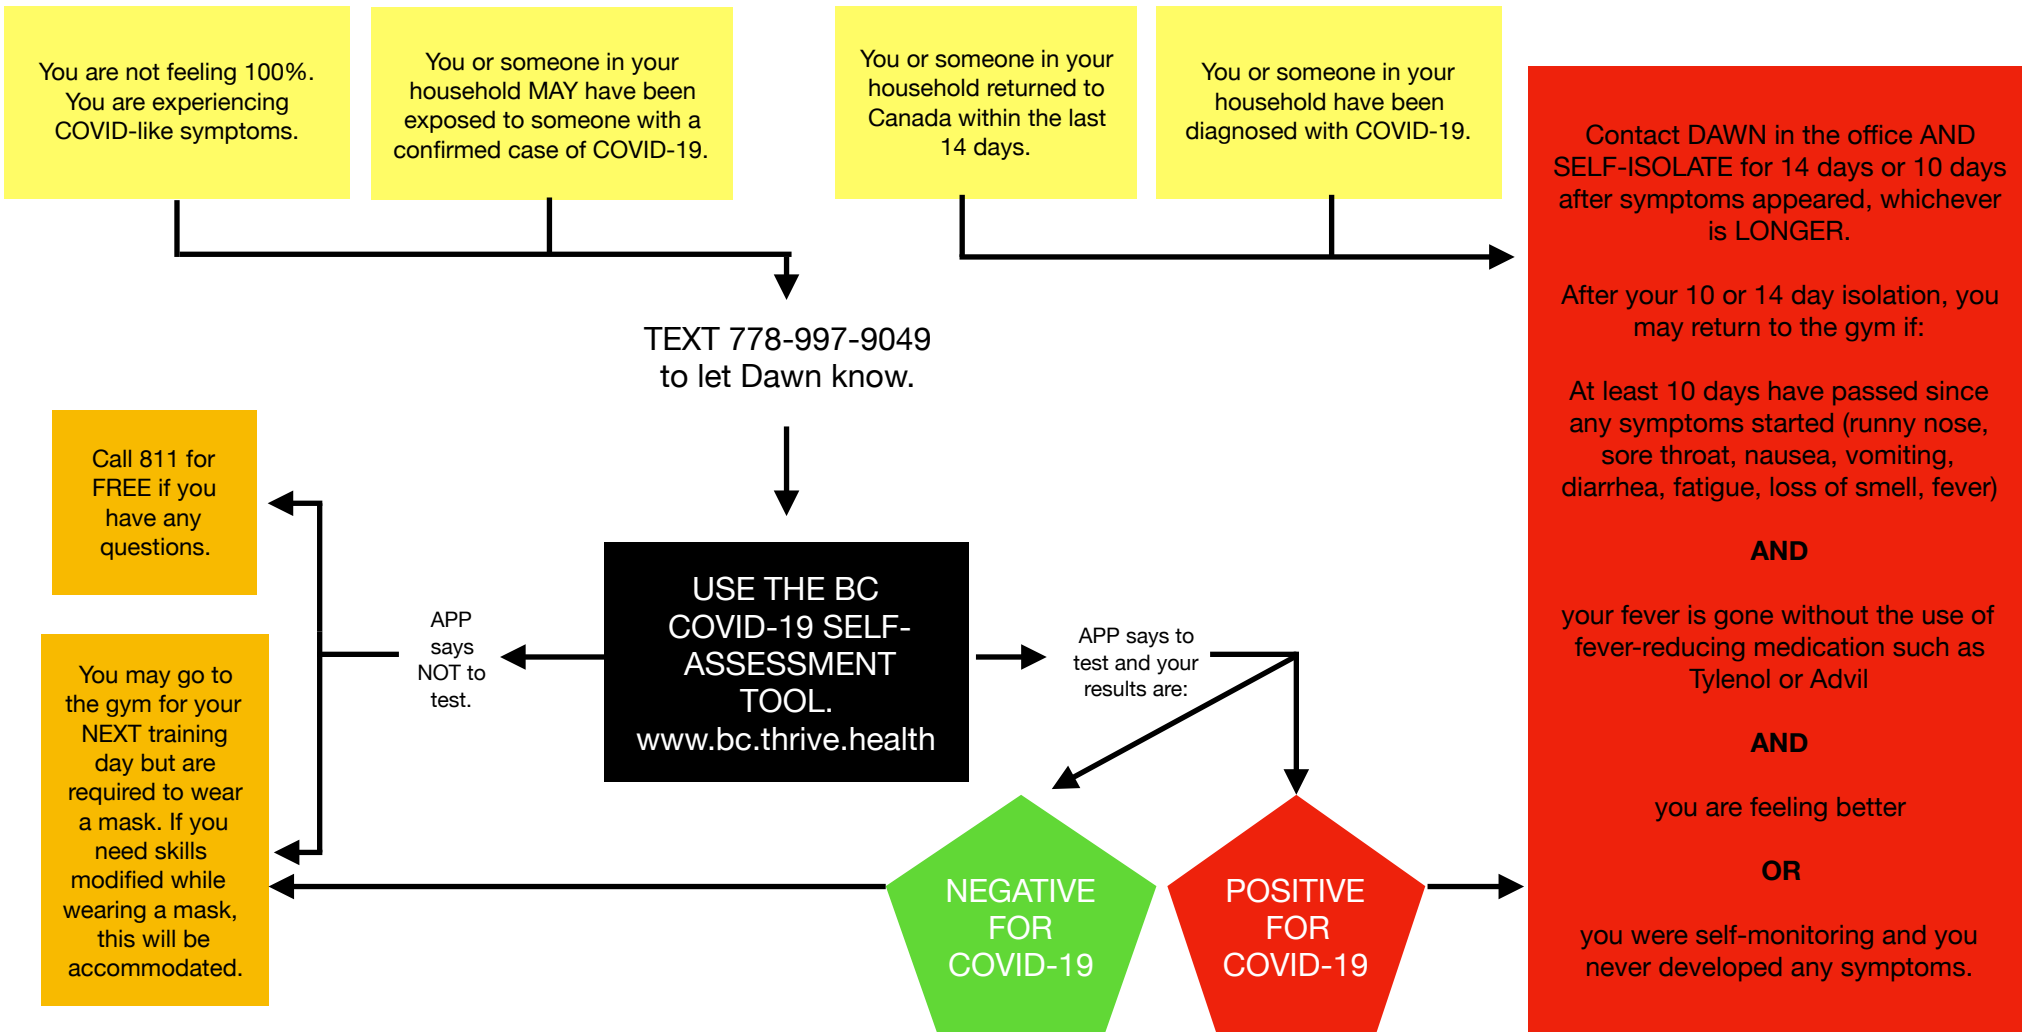 You are not feeling 100%.
You are experiencing
COVID-like symptoms.
You or someone in your
household MAY have been
exposed to someone with a
confirmed case of COVID-19.
You or someone in your
household returned to
Canada within the last
14 days.
You or someone in your
household have been
diagnosed with COVID-19.
Contact DAWN in the office AND
SELF-ISOLATE for 14 days or 10 days
after symptoms appeared, whichever
is LONGER.
After your 10 or 14 day isolation, you
may return to the gym if:
At least 10 days have passed since
any symptoms started (runny nose,
sore throat, nausea, vomiting,
diarrhea, fatigue, loss of smell, fever)
AND
your fever is gone without the use of
fever-reducing medication such as
Tylenol or Advil
AND
you are feeling better
OR
you were self-monitoring and you
never developed any symptoms.
TEXT 778-997-9049
to let Dawn know.
USE THE BC
COVID-19 SELF-
ASSESSMENT
TOOL.
www.bc.thrive.health
APP
says
NOT to
test.
Call 811 for
FREE if you
have any
questions.
You may go to
the gym for your
NEXT training
day but are
required to wear
a mask. If you
need skills
modified while
wearing a mask,
this will be
accommodated.
APP says to
test and your
results are:
NEGATIVE
FOR
COVID-19
POSITIVE
FOR
COVID-19